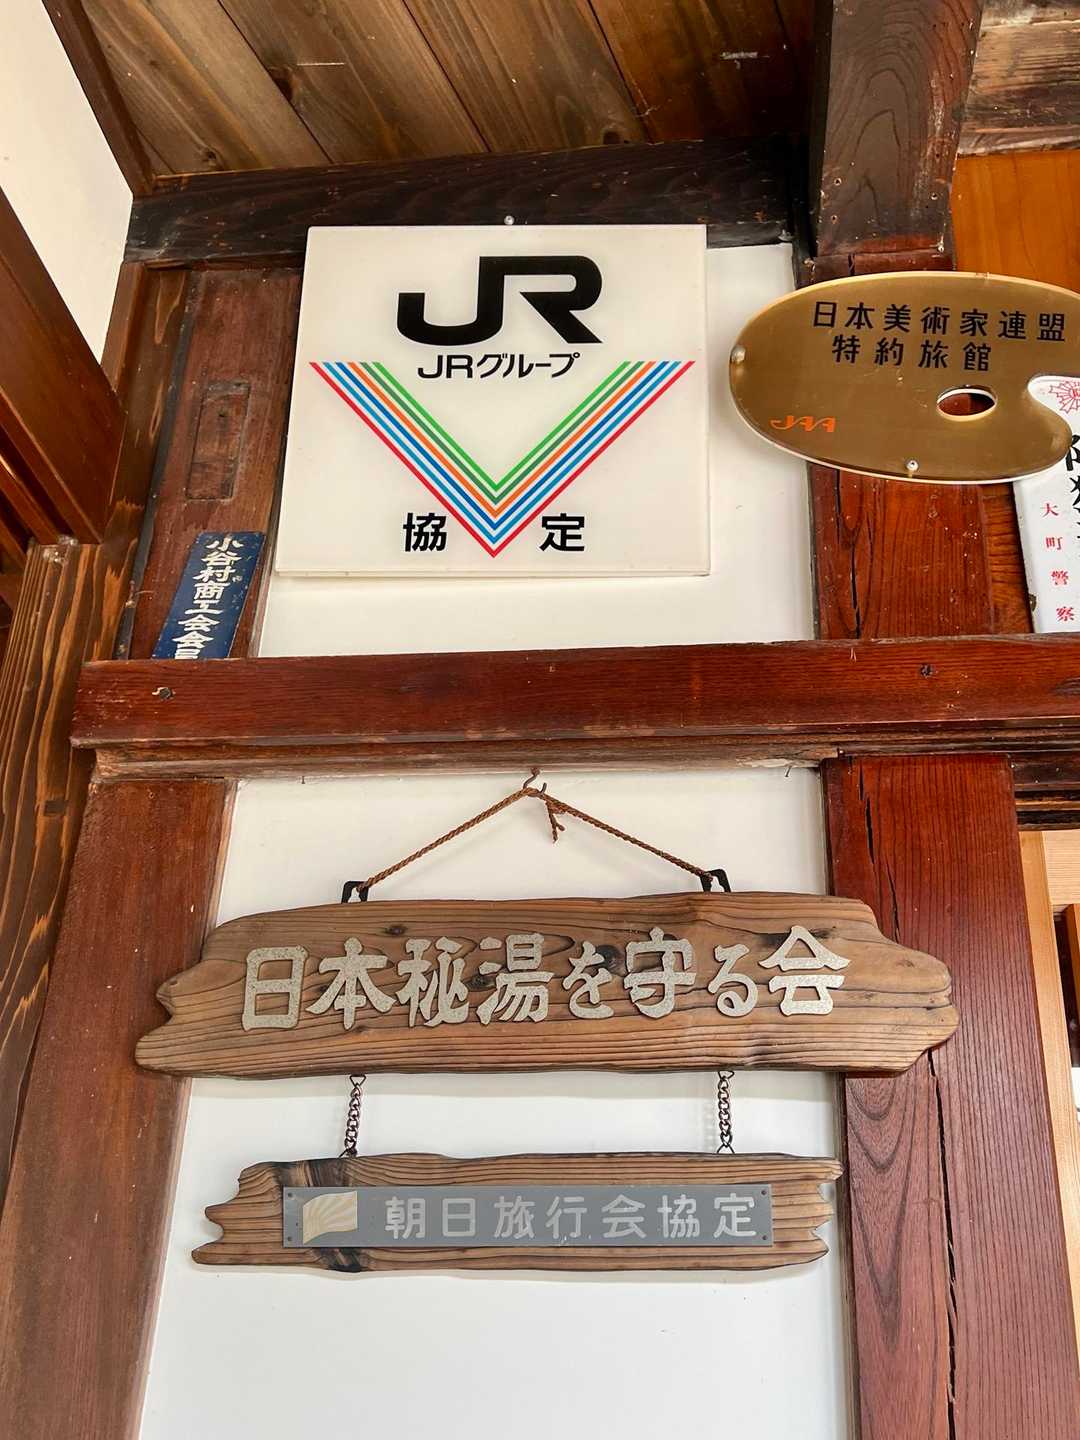 JR
JRグループ
協定
日本美術家連盟
特約旅館
JAA
小谷村商工会会員
大町警察
日本秘湯を守る会
朝日旅行会協定